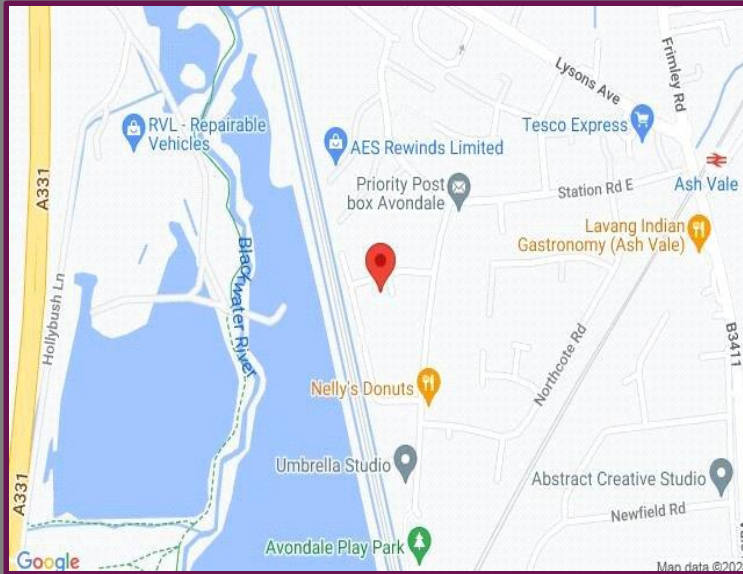 A331
Lysons Ave
Frimley Rd
RVL - Repairable
Vehicles
AES Rewinds Limited
Tesco Express
Priority Post
box Avondale
Station Rd E
Ash Vale
Lavang Indian
Gastronomy (Ash Vale)
Hollybush Ln
Blackwater River
Northcote Rd
B3411
Nelly's Donuts
Umbrella Studio
Abstract Creative Studio
Newfield Rd
A331
Avondale Play Park
Google
Map data ©202